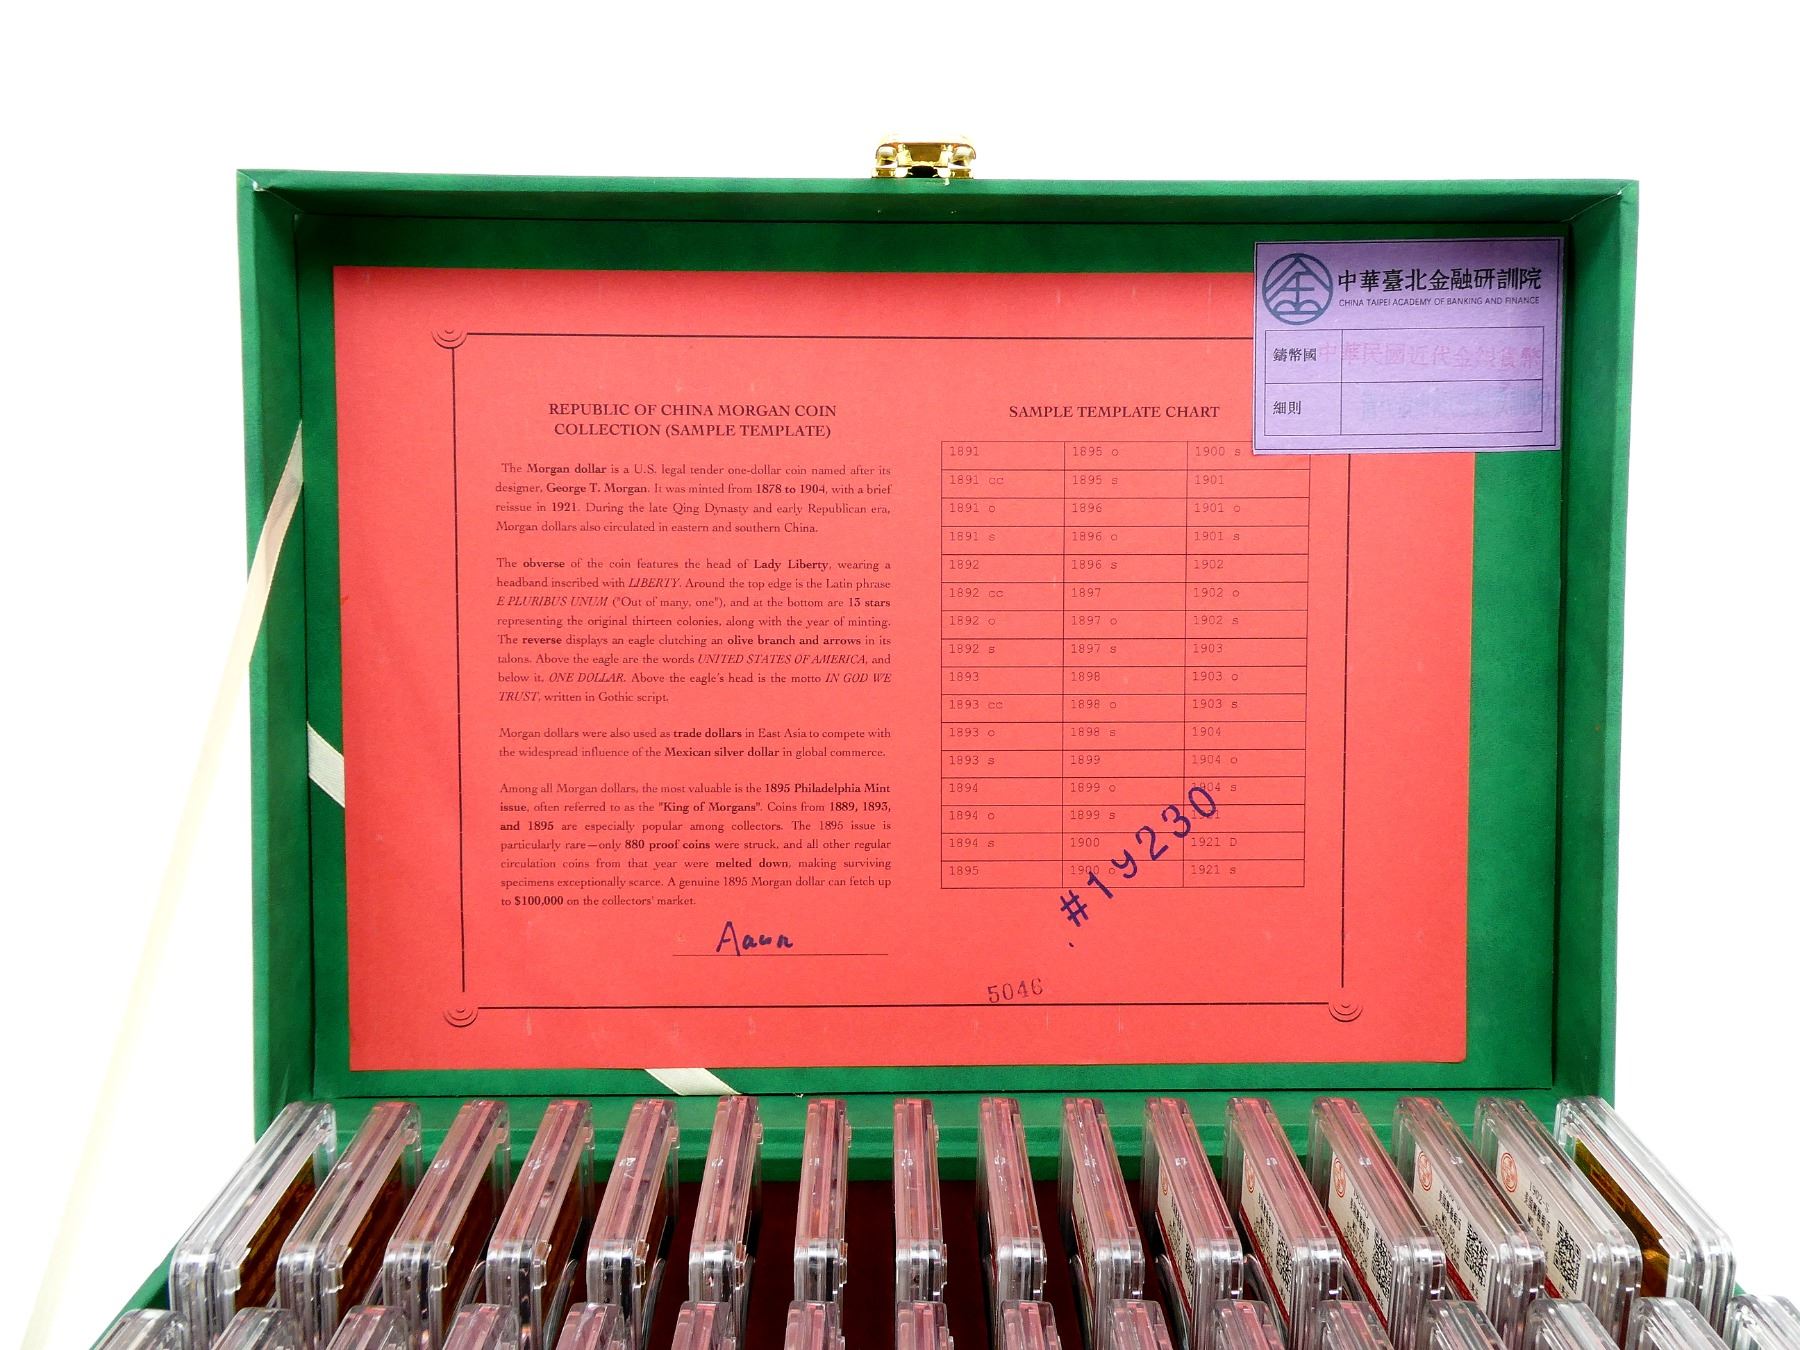 中華臺北金融研訓院
CHINA TAIPEI ACADEMY OF BANKING AND FINANCE
鑄幣國 中華民國近代 貨幣
細則
REPUBLIC OF CHINA MORGAN COIN
COLLECTION (SAMPLE TEMPLATE)
The Morgan dollar is a U.S. legal tender one-dollar coin named after its
designer, George T. Morgan. It was minted from 1878 to 1904, with a brief
reissue in 1921. During the late Qing Dynasty and early Republican era,
Morgan dollars also circulated in eastern and southern China.
The obverse of the coin features the head of Lady Liberty, wearing a
headband inscribed with LIBERTY. Around the top edge is the Latin phrase
E PLURIBUS UNUM ("Out of many, one"), and at the bottom are 13 stars
representing the original thirteen colonies, along with the year of minting.
The reverse displays an eagle clutching an olive branch and arrows in its
talons. Above the eagle are the words UNITED STATES OF AMERICA, and
below it, ONE DOLLAR. Above the eagle's head is the motto IN GOD WE
TRUST, written in Gothic script.
Morgan dollars were also used as trade dollars in East Asia to compete with
the widespread influence of the Mexican silver dollar in global commerce.
Among all Morgan dollars, the most valuable is the 1895 Philadelphia Mint
issue, often referred to as the "King of Morgans". Coins from 1889, 1893,
and 1895 are especially popular among collectors. The 1895 issue is
particularly rare—only 880 proof coins were struck, and all other regular
circulation coins from that year were melted down, making surviving
specimens exceptionally scarce. A genuine 1895 Morgan dollar can fetch up
to $100,000 on the collectors' market.
SAMPLE TEMPLATE CHART
1891 1895 o 1900 s
1891 cc 1895 s 1901
1891 o 1896 1901 o
1891 s 1896 o 1901 s
1892 1896 s 1902
1892 cc 1897 1902 o
1892 o 1897 o 1902 s
1892 s 1897 s 1903
1893 1898 1903 o
1893 cc 1898 o 1903 s
1893 o 1898 s 1904
1893 s 1899 1904 o
1894 1899 o 1904 s
1894 o 1899 s 1921
1894 s 1900 1921 D
1895 1900 o 1921 s
#19230
5046